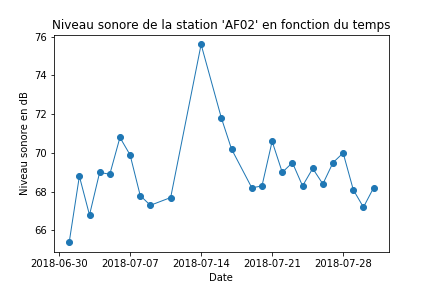 Niveau sonore de la station 'AF02' en fonction du temps
76
74
72
70
68
66
Niveau sonore en dB
2018-06-30 2018-07-07 2018-07-14 2018-07-21 2018-07-28
Date